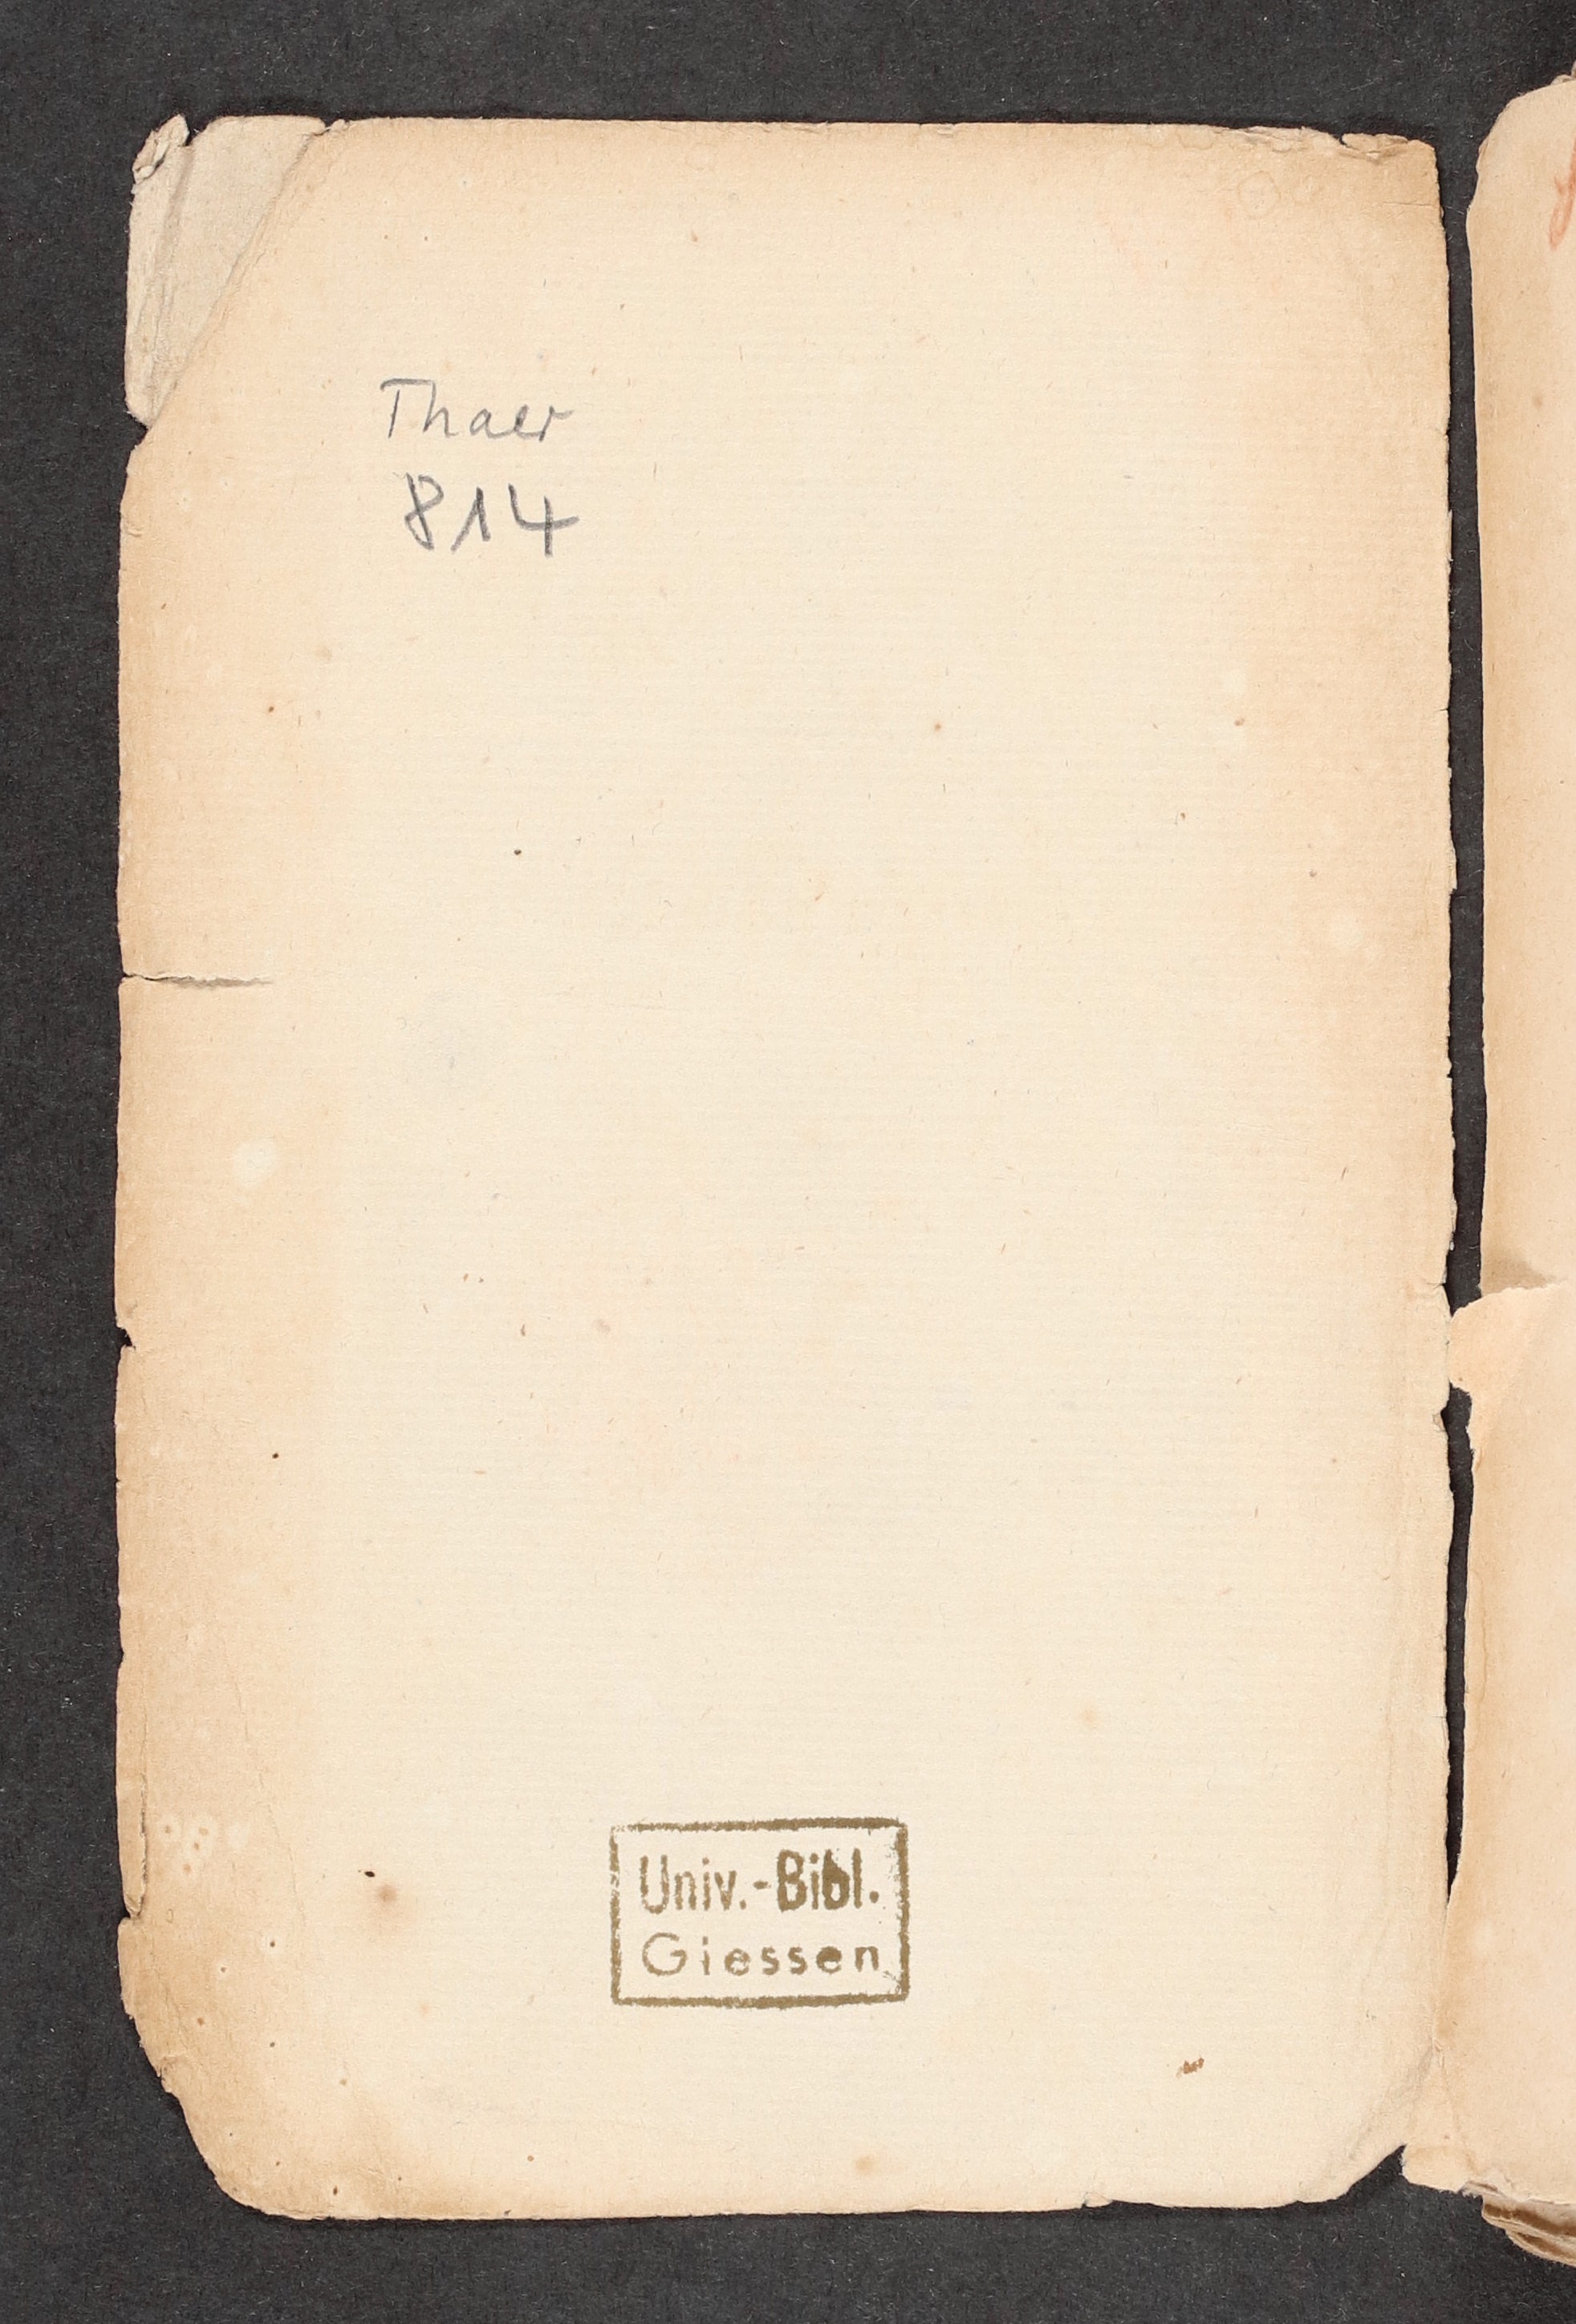 Thaer
814
Univ.-Bibl.
Giessen